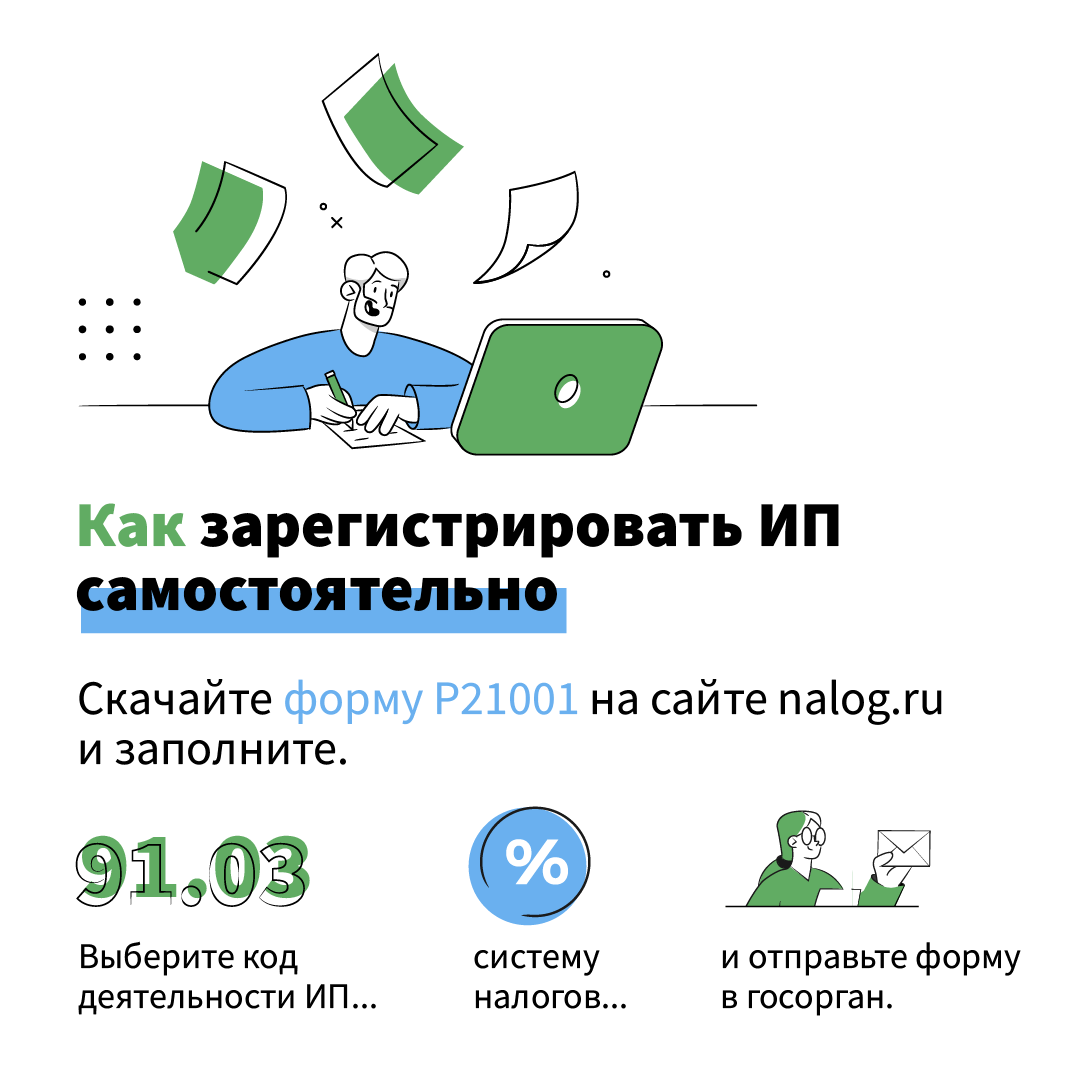 Как зарегистрировать ИП
самостоятельно
Скачайте форму Р21001 на сайте nalog.ru
и заполните.
91.03
%
Выберите код
деятельности ИП...
систему
налогов...
и отправьте форму
в госорган.